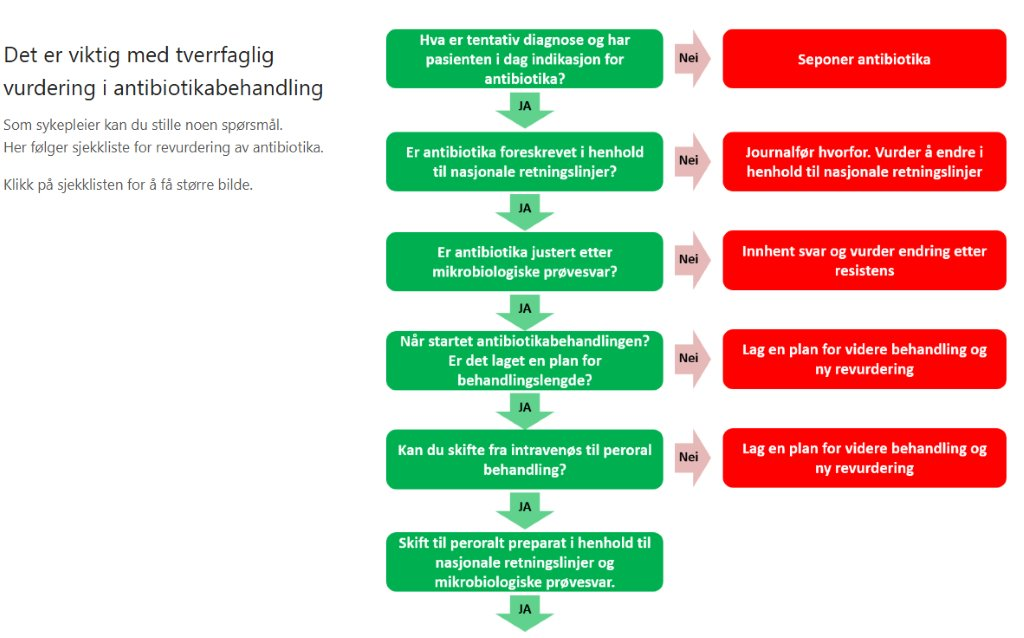 Det er viktig med tverrfaglig
vurdering i antibiotikabehandling
Som sykepleier kan du stille noen spørsmål.
Her følger sjekkliste for revurdering av antibiotika.
Klikk på sjekklisten for å få større bilde.
Hva er tentativ diagnose og har
pasienten i dag indikasjon for
antibiotika?
Nei
Seponer antibiotika
JA
Er antibiotika foreskrevet i henhold
til nasjonale retningslinjer?
Nei
Journalfør hvorfor. Vurder å endre i
henhold til nasjonale retningslinjer
JA
Er antibiotika justert etter
mikrobiologiske prøvesvar?
Nei
Innhent svar og vurder endring etter
resistens
JA
Når startet antibiotikabehandlingen?
Er det laget en plan for
behandlingslengde?
Nei
Lag en plan for videre behandling og
ny revurdering
JA
Kan du skifte fra intravenøs til peroral
behandling?
Nei
Lag en plan for videre behandling og
ny revurdering
JA
Skift til peroralt preparat i henhold til
nasjonale retningslinjer og
mikrobiologiske prøvesvar.
JA